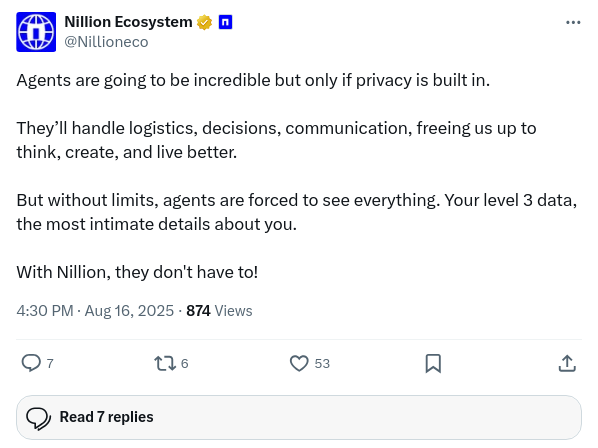 Nillion Ecosystem
@Nillioneco
Agents are going to be incredible but only if privacy is built in.
They’ll handle logistics, decisions, communication, freeing us up to
think, create, and live better.
But without limits, agents are forced to see everything. Your level 3 data,
the most intimate details about you.
With Nillion, they don't have to!
4:30 PM · Aug 16, 2025 · 874 Views
7 6 53
Read 7 replies